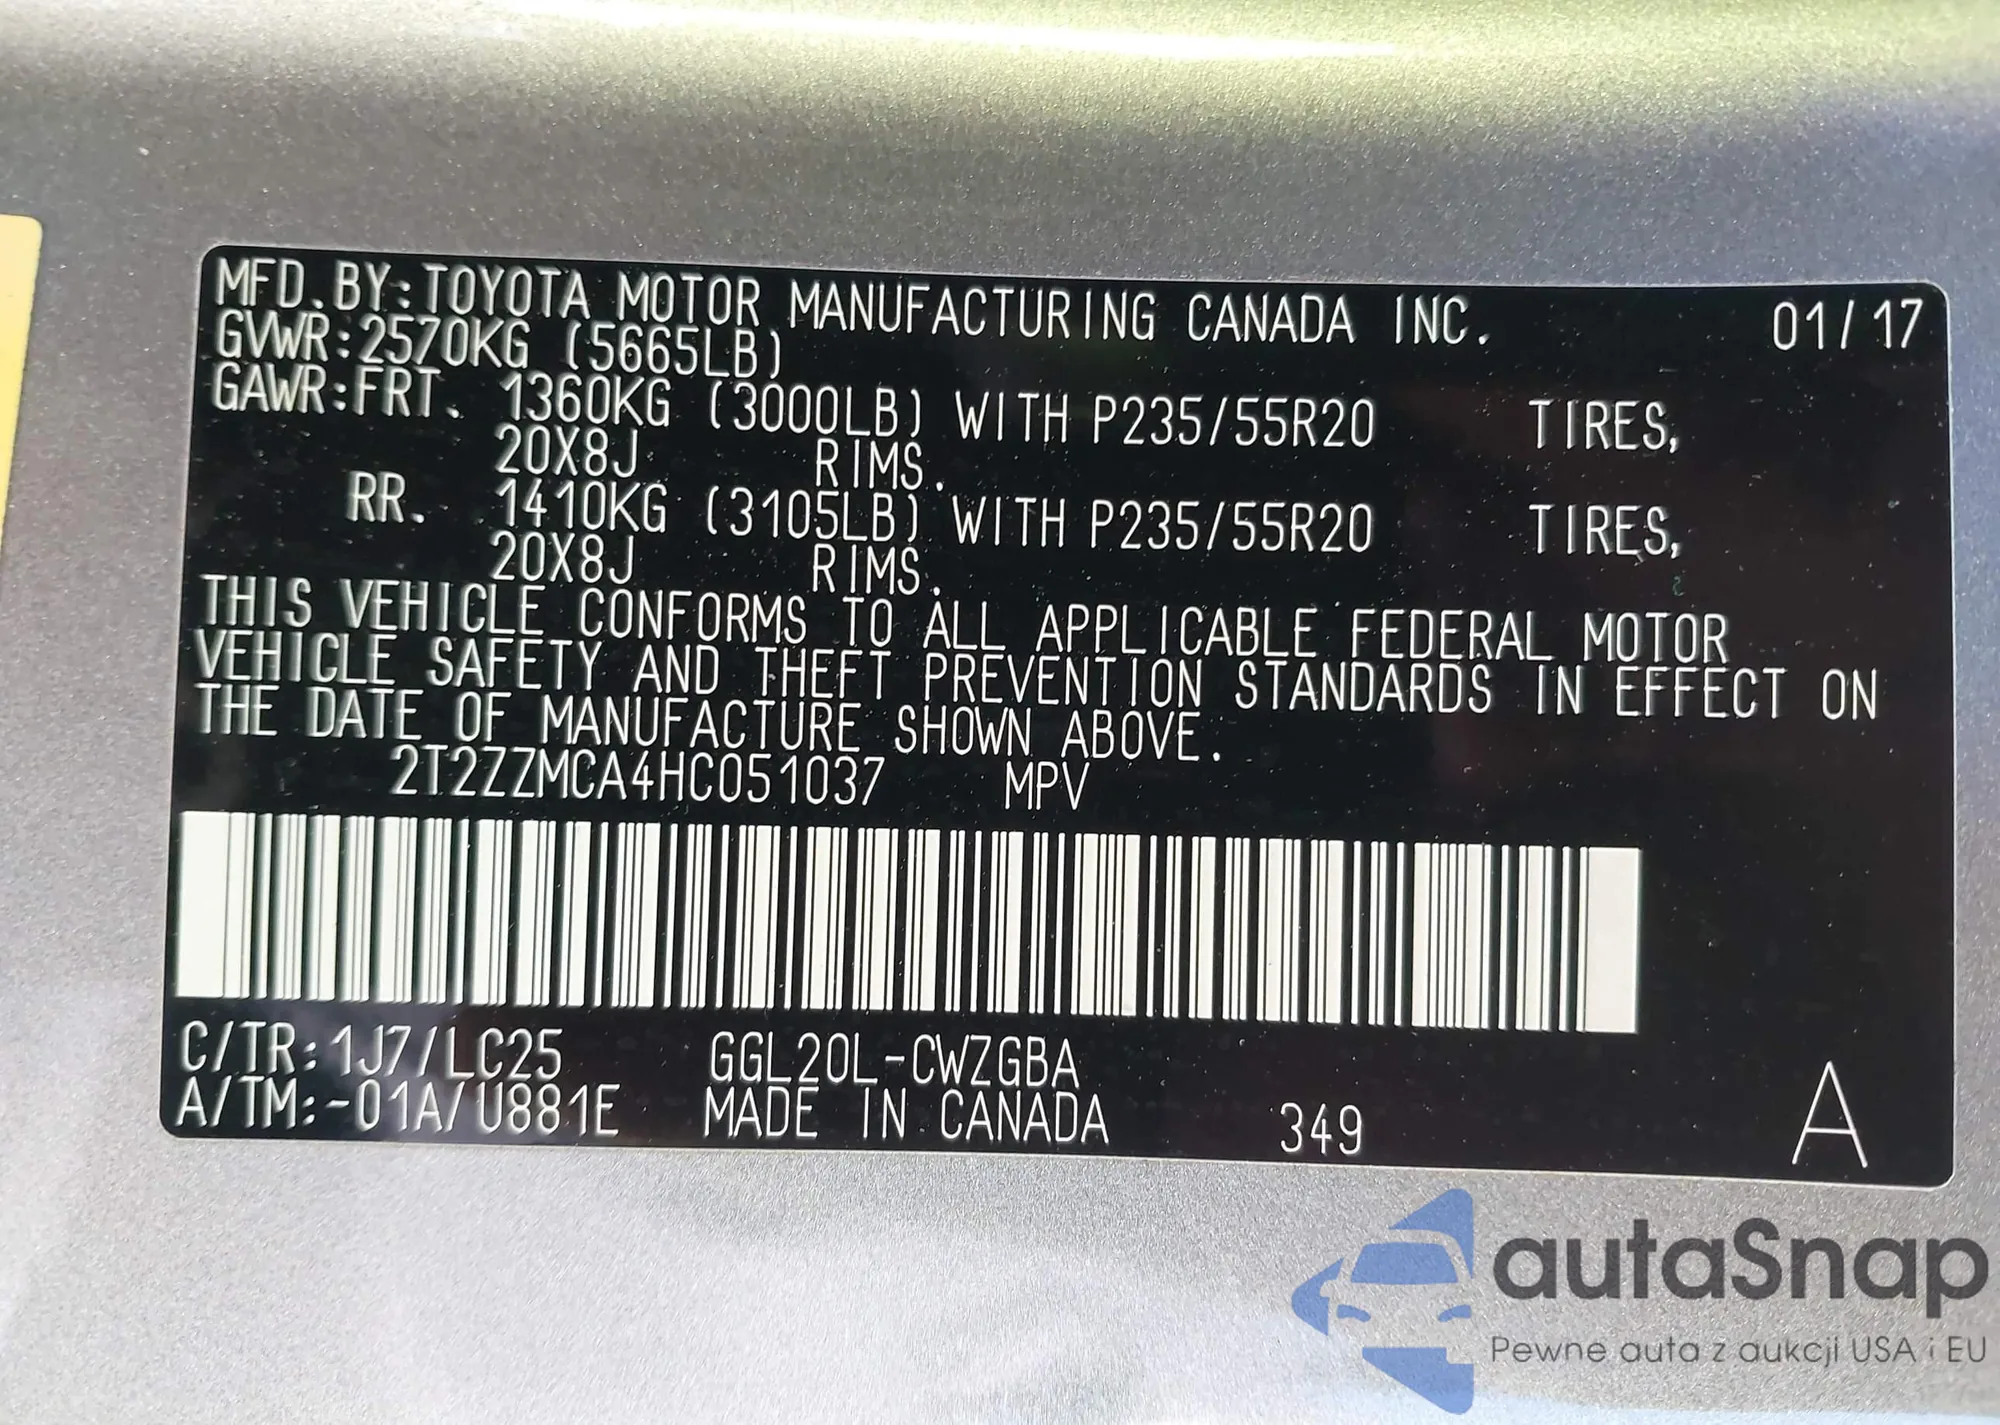 MFD. BY: TOYOTA MOTOR MANUFACTURING CANADA INC. 01/17
GVWR: 2570KG (5665LB)
GAWR: FRT. 1360KG (3000LB) WITH P235/55R20 TIRES,
20X8J RIMS.
RR. 1410KG (3105LB) WITH P235/55R20 TIRES,
20X8J RIMS.
THIS VEHICLE CONFORMS TO ALL APPLICABLE FEDERAL MOTOR
VEHICLE SAFETY AND THEFT PREVENTION STANDARDS IN EFFECT ON
THE DATE OF MANUFACTURE SHOWN ABOVE.
2T2ZZMCA4HC051037 MPV
C/TR: 1J7/LC25 GGL20L-CWZGBA
A/TM: -01A/U881E MADE IN CANADA 349 A
autaSnap
Pewne auta z aukcji USA i EU